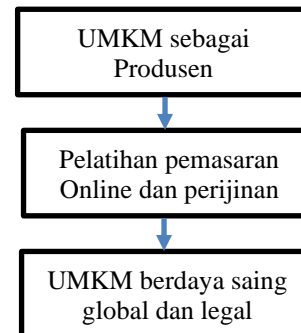 UMKM sebagai
Produsen
Pelatihan pemasaran
Online dan perijinan
UMKM berdaya saing
global dan legal